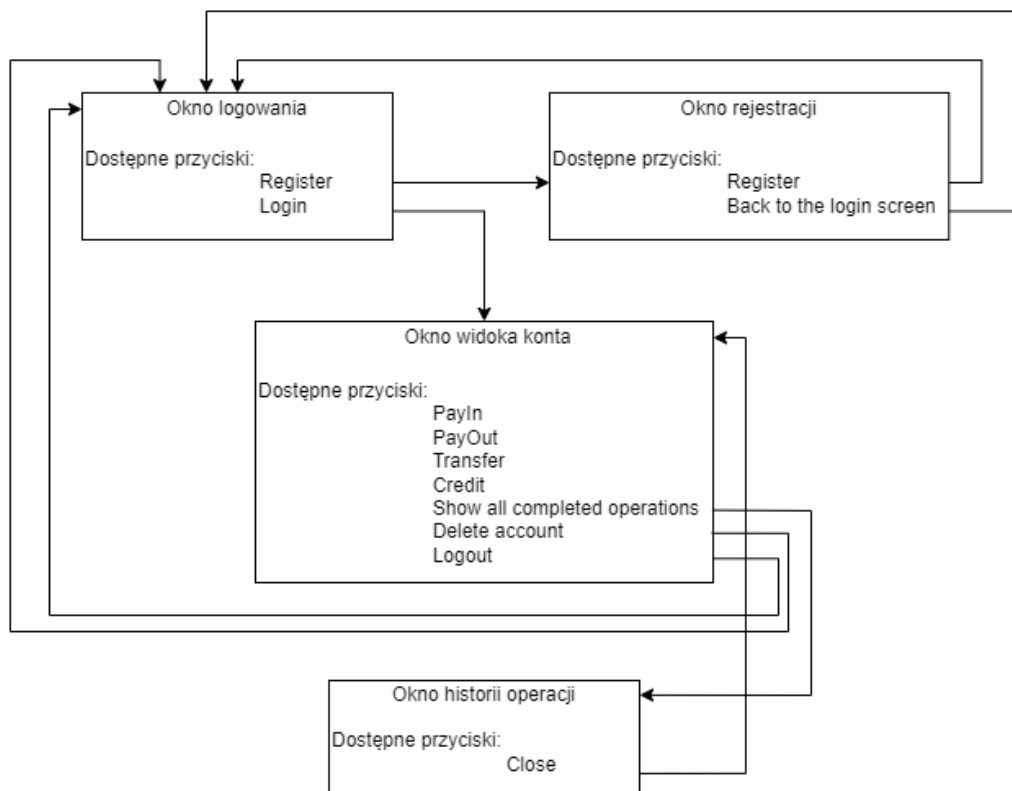 Okno logowania
Dostępne przyciski:
Register
Login
Okno rejestracji
Dostępne przyciski:
Register
Back to the login screen
Okno widoka konta
Dostępne przyciski:
PayIn
PayOut
Transfer
Credit
Show all completed operations
Delete account
Logout
Okno historii operacji
Dostępne przyciski:
Close